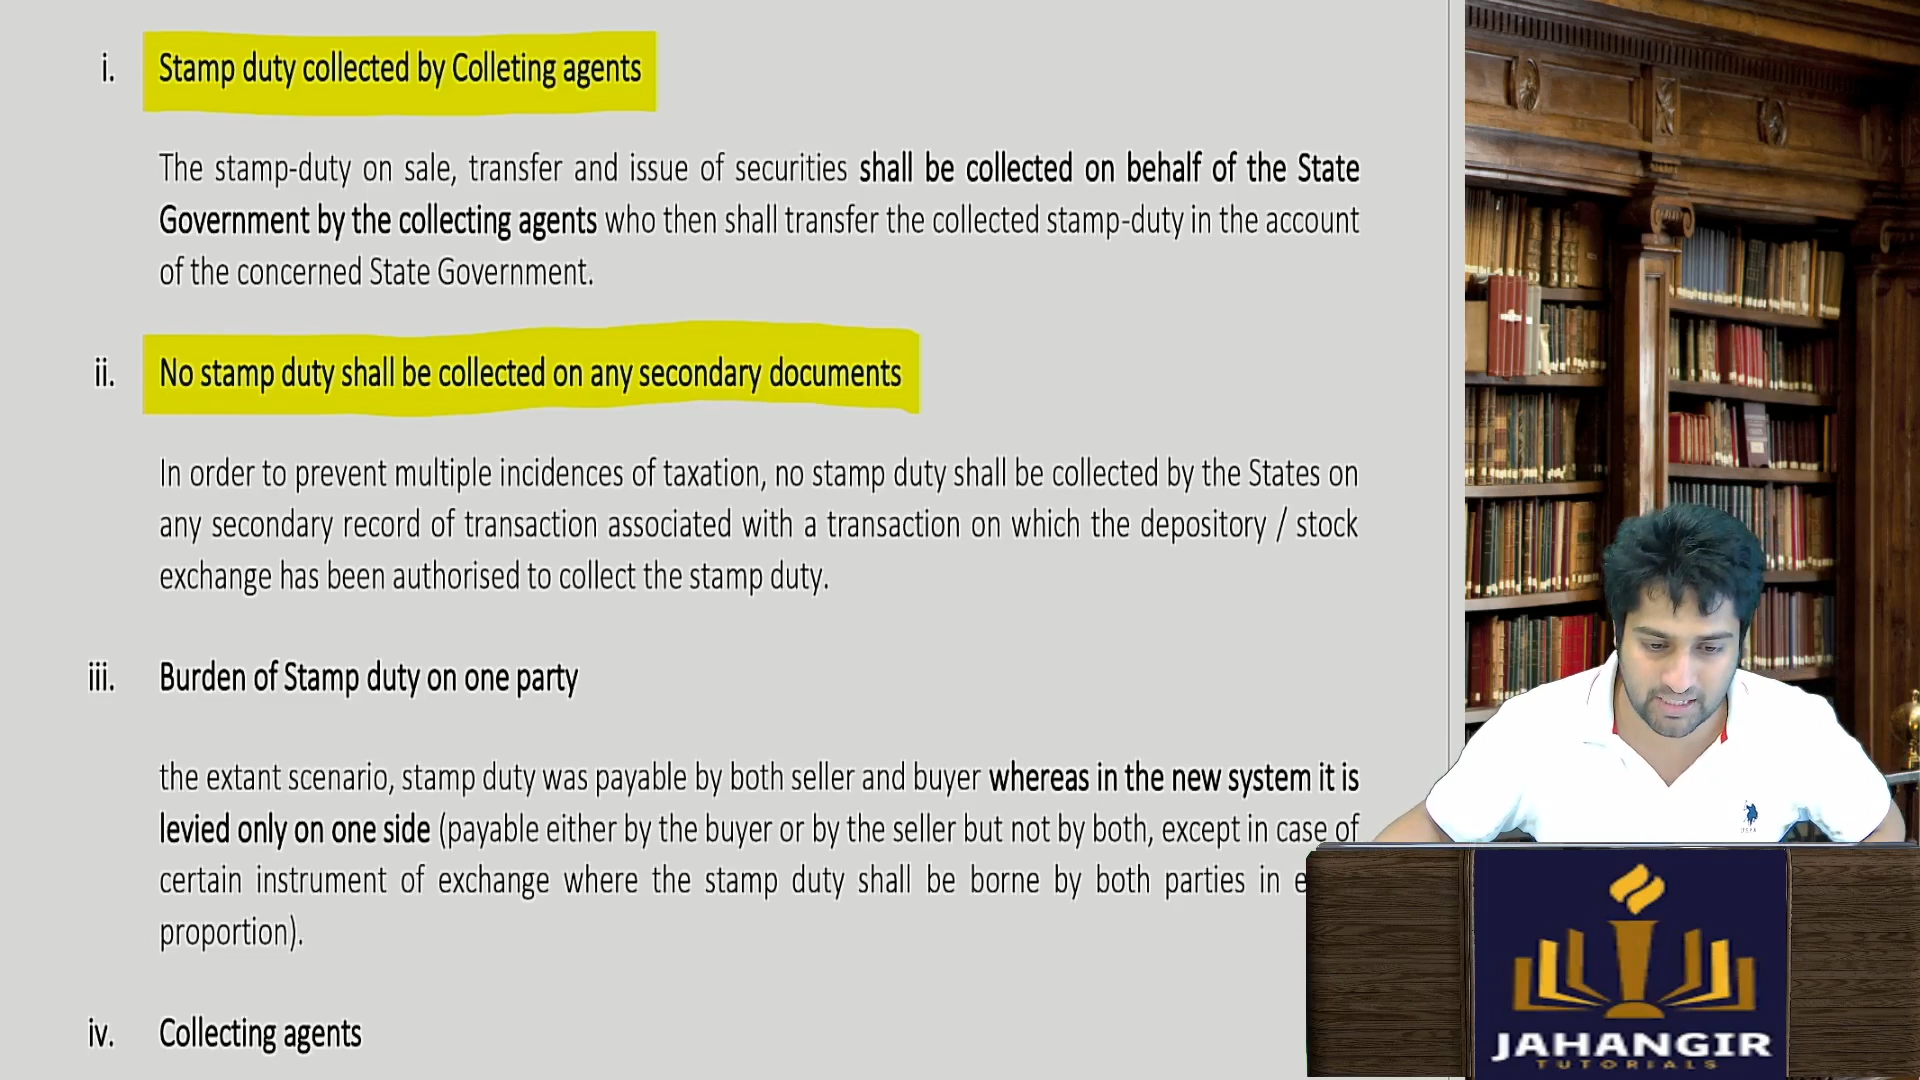 i. Stamp duty collected by Colleting agents
The stamp-duty on sale, transfer and issue of securities shall be collected on behalf of the State
Government by the collecting agents who then shall transfer the collected stamp-duty in the account
of the concerned State Government.
ii. No stamp duty shall be collected on any secondary documents
In order to prevent multiple incidences of taxation, no stamp duty shall be collected by the States on
any secondary record of transaction associated with a transaction on which the depository / stock
exchange has been authorised to collect the stamp duty.
iii. Burden of Stamp duty on one party
the extant scenario, stamp duty was payable by both seller and buyer whereas in the new system it is
levied only on one side (payable either by the buyer or by the seller but not by both, except in case of
certain instrument of exchange where the stamp duty shall be borne by both parties in
proportion).
iv. Collecting agents
JAHANGIR
TUTORIALS